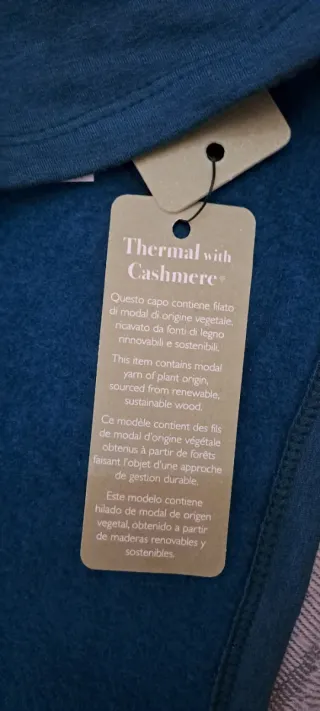 Thermal with
Cashmere®
Questo capo contiene filato
di modal di origine vegetale,
ricavato da fonti di legno
rinnovabili e sostenibili.
This item contains modal
yarn of plant origin,
sourced from renewable,
sustainable wood.
Ce modèle contient des fils
de modal d'origine végétale
obtenus à partir de forêts
faisant l'objet d'une approche
de gestion durable.
Este modelo contiene
hilado de modal de origen
vegetal, obtenido a partir
de maderas renovables y
sostenibles.